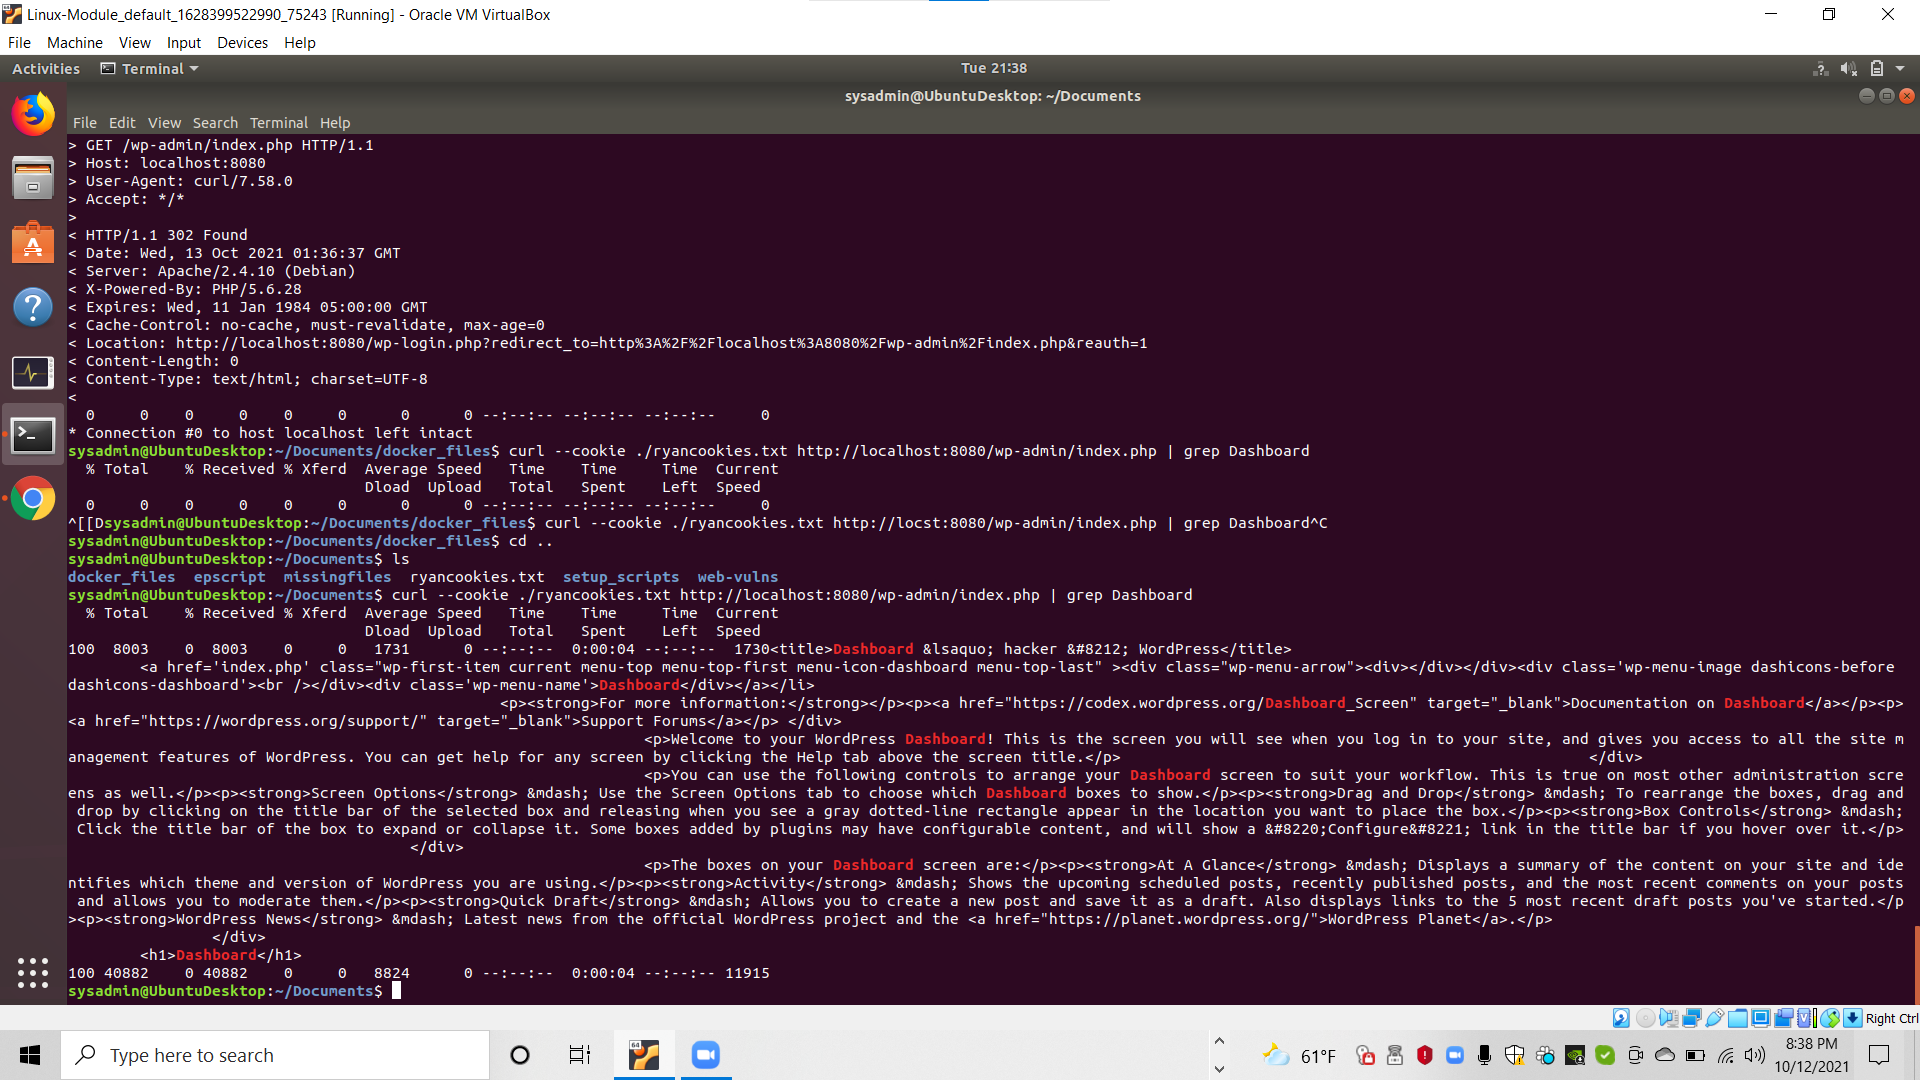 Linux-Module_default_1628399522990_75243 [Running] - Oracle VM VirtualBox
File Machine View Input Devices Help
Activities Terminal Tue 21:38
sysadmin@UbuntuDesktop: ~/Documents
File Edit View Search Terminal Help
> GET /wp-admin/index.php HTTP/1.1
> Host: localhost:8080
> User-Agent: curl/7.58.0
> Accept: */*
>
< HTTP/1.1 302 Found
< Date: Wed, 13 Oct 2021 01:36:37 GMT
< Server: Apache/2.4.10 (Debian)
< X-Powered-By: PHP/5.6.28
< Expires: Wed, 11 Jan 1984 05:00:00 GMT
< Cache-Control: no-cache, must-revalidate, max-age=0
< Location: http://localhost:8080/wp-login.php?redirect_to=http%3A%2F%2Flocalhost%3A8080%2Fwp-admin%2Findex.php&reauth=1
< Content-Length: 0
< Content-Type: text/html; charset=UTF-8
<
  0     0    0     0    0     0      0      0 --:--:-- --:--:-- --:--:--     0
* Connection #0 to host localhost left intact
sysadmin@UbuntuDesktop:~/Documents/docker_files$ curl --cookie ./ryancookies.txt http://localhost:8080/wp-admin/index.php | grep Dashboard
  % Total    % Received % Xferd  Average Speed   Time    Time     Time  Current
                                 Dload  Upload   Total   Spent    Left  Speed
  0     0    0     0    0     0      0      0 --:--:-- --:--:-- --:--:--     0
^[[Dsysadmin@UbuntuDesktop:~/Documents/docker_files$ curl --cookie ./ryancookies.txt http://locst:8080/wp-admin/index.php | grep Dashboard^C
sysadmin@UbuntuDesktop:~/Documents/docker_files$ cd ..
sysadmin@UbuntuDesktop:~/Documents$ ls
docker_files  epscript  missingfiles  ryancookies.txt  setup_scripts  web-vulns
sysadmin@UbuntuDesktop:~/Documents$ curl --cookie ./ryancookies.txt http://localhost:8080/wp-admin/index.php | grep Dashboard
  % Total    % Received % Xferd  Average Speed   Time    Time     Time  Current
                                 Dload  Upload   Total   Spent    Left  Speed
100  8003    0  8003    0     0   1731      0 --:--:--  0:00:04 --:--:--  1730<title>Dashboard &lsaquo; hacker &#8212; WordPress</title>
<a href='index.php' class="wp-first-item current menu-top menu-top-first menu-icon-dashboard menu-top-last" ><div class="wp-menu-arrow"><div></div></div><div class='wp-menu-image dashicons-before
dashicons-dashboard'><br /></div><div class='wp-menu-name'>Dashboard</div></a></li>
<p><strong>For more information:</strong></p><p><a href="https://codex.wordpress.org/Dashboard_Screen" target="_blank">Documentation on Dashboard</a></p><p>
<a href="https://wordpress.org/support/" target="_blank">Support Forums</a></p> </div>
<p>Welcome to your WordPress Dashboard! This is the screen you will see when you log in to your site, and gives you access to all the site m
anagement features of WordPress. You can get help for any screen by clicking the Help tab above the screen title.</p> </div>
<p>You can use the following controls to arrange your Dashboard screen to suit your workflow. This is true on most other administration scre
ens as well.</p><p><strong>Screen Options</strong> &mdash; Use the Screen Options tab to choose which Dashboard boxes to show.</p><p><strong>Drag and Drop</strong> &mdash; To rearrange the boxes, drag and
drop by clicking on the title bar of the selected box and releasing when you see a gray dotted-line rectangle appear in the location you want to place the box.</p><p><strong>Box Controls</strong> &mdash;
Click the title bar of the box to expand or collapse it. Some boxes added by plugins may have configurable content, and will show a &#8220;Configure&#8221; link in the title bar if you hover over it.</p>
</div>
<p>The boxes on your Dashboard screen are:</p><p><strong>At A Glance</strong> &mdash; Displays a summary of the content on your site and ide
ntifies which theme and version of WordPress you are using.</p><p><strong>Activity</strong> &mdash; Shows the upcoming scheduled posts, recently published posts, and the most recent comments on your posts
and allows you to moderate them.</p><p><strong>Quick Draft</strong> &mdash; Allows you to create a new post and save it as a draft. Also displays links to the 5 most recent draft posts you've started.</p
><p><strong>WordPress News</strong> &mdash; Latest news from the official WordPress project and the <a href="https://planet.wordpress.org/">WordPress Planet</a>.</p>
</div>
<h1>Dashboard</h1>
100 40882    0 40882    0     0   8824      0 --:--:--  0:00:04 --:--:-- 11915
sysadmin@UbuntuDesktop:~/Documents$
Right Ctrl
Type here to search
61°F
8:38 PM
10/12/2021